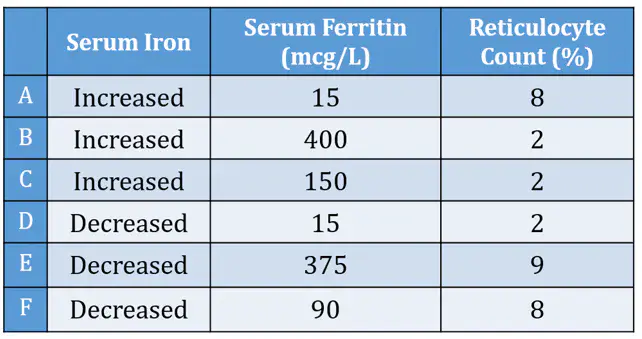 Serum Iron Serum Ferritin (mcg/L) Reticulocyte Count (%)
A Increased 15 8
B Increased 400 2
C Increased 150 2
D Decreased 15 2
E Decreased 375 9
F Decreased 90 8